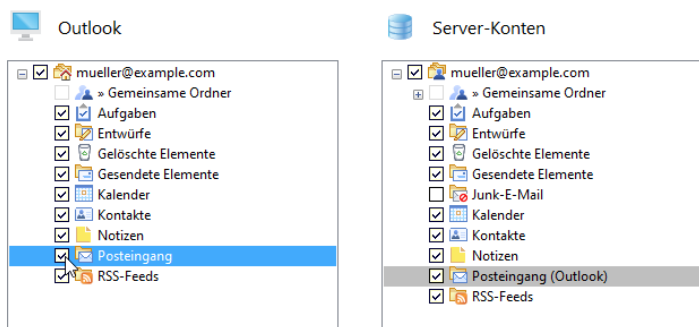 Outlook
mueller@example.com
» Gemeinsame Ordner
Aufgaben
Entwürfe
Gelöschte Elemente
Gesendete Elemente
Kalender
Kontakte
Notizen
Posteingang
RSS-Feeds
Server-Konten
mueller@example.com
» Gemeinsame Ordner
Aufgaben
Entwürfe
Gelöschte Elemente
Gesendete Elemente
Junk-E-Mail
Kalender
Kontakte
Notizen
Posteingang (Outlook)
RSS-Feeds